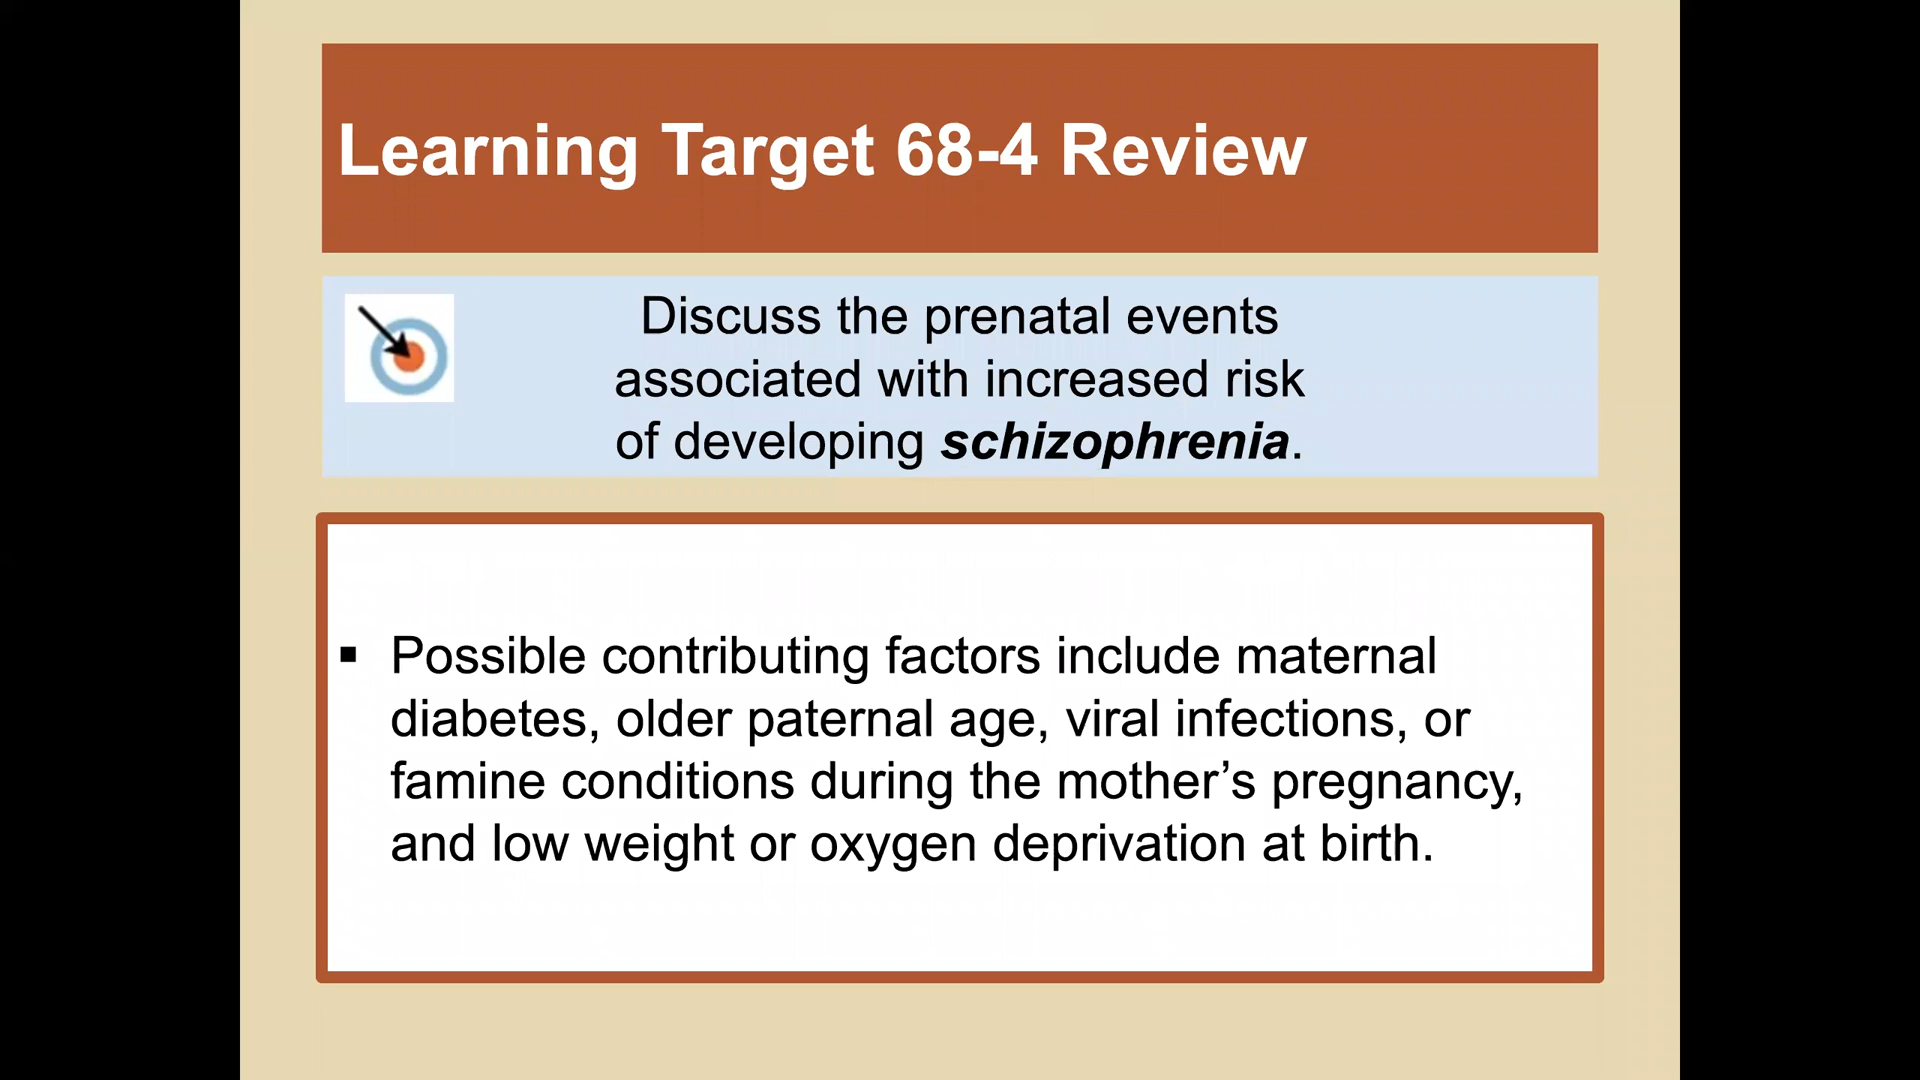 Learning Target 68-4 Review
Discuss the prenatal events
associated with increased risk
of developing schizophrenia.
▪ Possible contributing factors include maternal
diabetes, older paternal age, viral infections, or
famine conditions during the mother’s pregnancy,
and low weight or oxygen deprivation at birth.